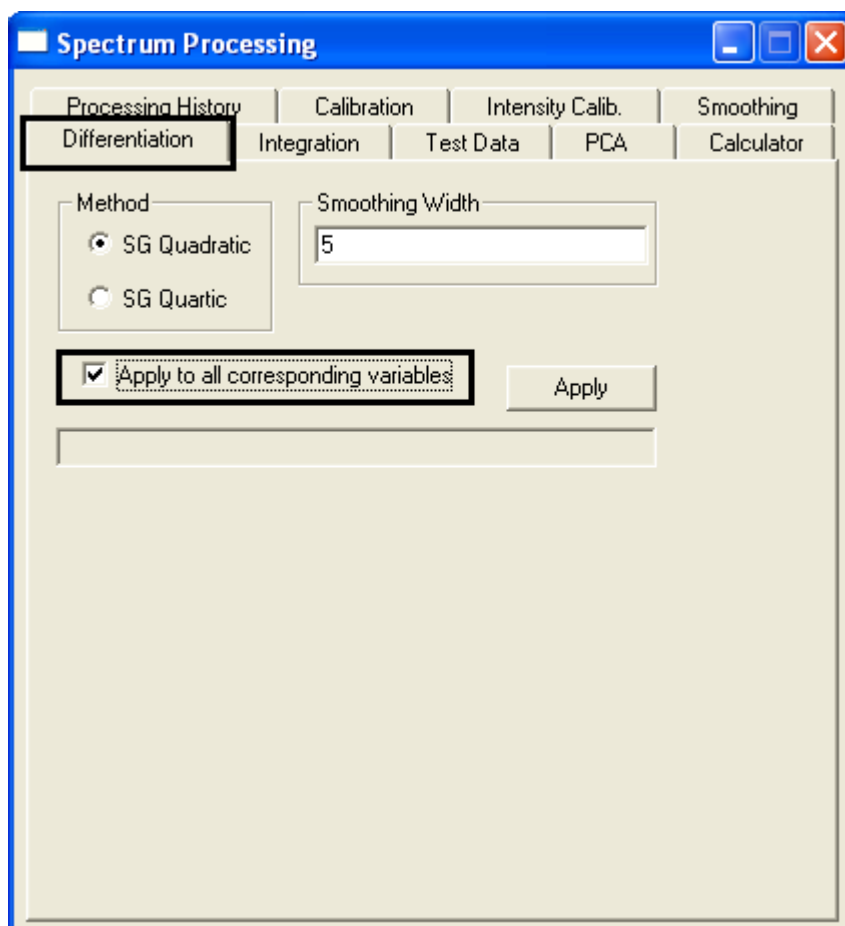 Spectrum Processing
Processing History Calibration Intensity Calib. Smoothing
Differentiation Integration Test Data PCA Calculator
Method Smoothing Width
SG Quadratic 5
SG Quartic
Apply to all corresponding variables Apply